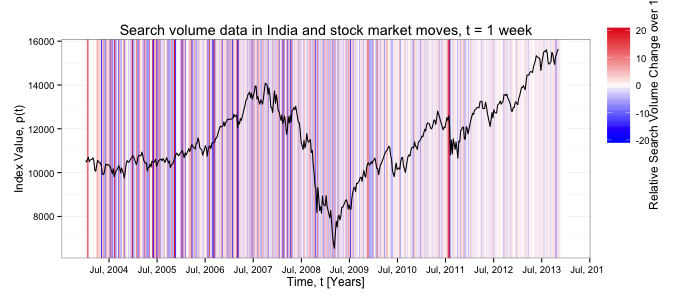 Search volume data in India and stock market moves, t = 1 week
16000
14000
12000
10000
8000
Index Value, p(t)
Jul, 2004 Jul, 2005 Jul, 2006 Jul, 2007 Jul, 2008 Jul, 2009 Jul, 2010 Jul, 2011 Jul, 2012 Jul, 2013 Jul, 201
Time, t [Years]
20
10
0
-10
-20
Relative Search Volume Change over 1